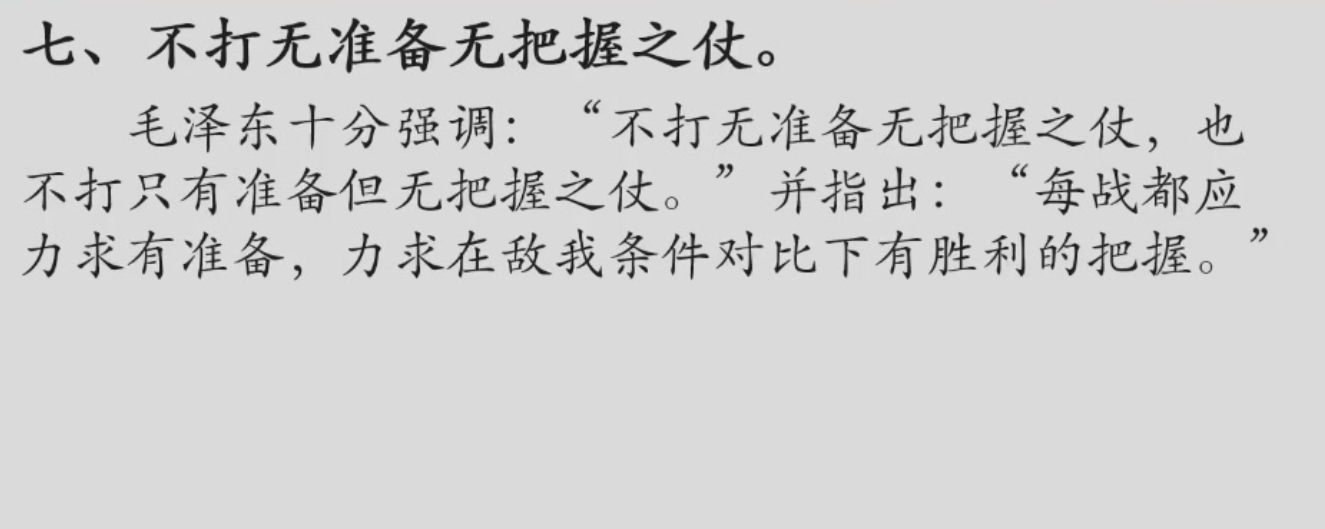 七、不打无准备无把握之仗。
毛泽东十分强调：“不打无准备无把握之仗，也
不打只有准备但无把握之仗。”并指出：“每战都应
力求有准备，力求在敌我条件对比下有胜利的把握。”